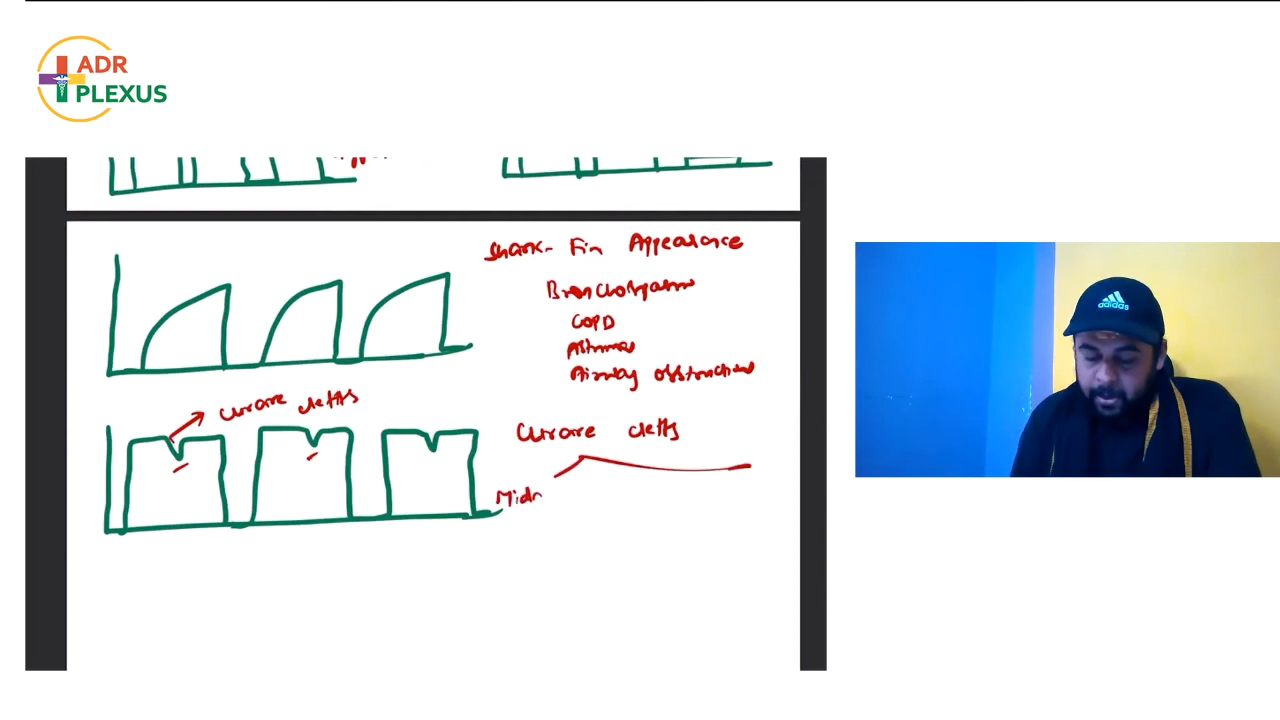 ADR
PLEXUS
Shark-Fin Appearance
Bronchospasm
COPD
Asthma
Airway obstruction
adidas
curare clefts
Curare clefts
Mid